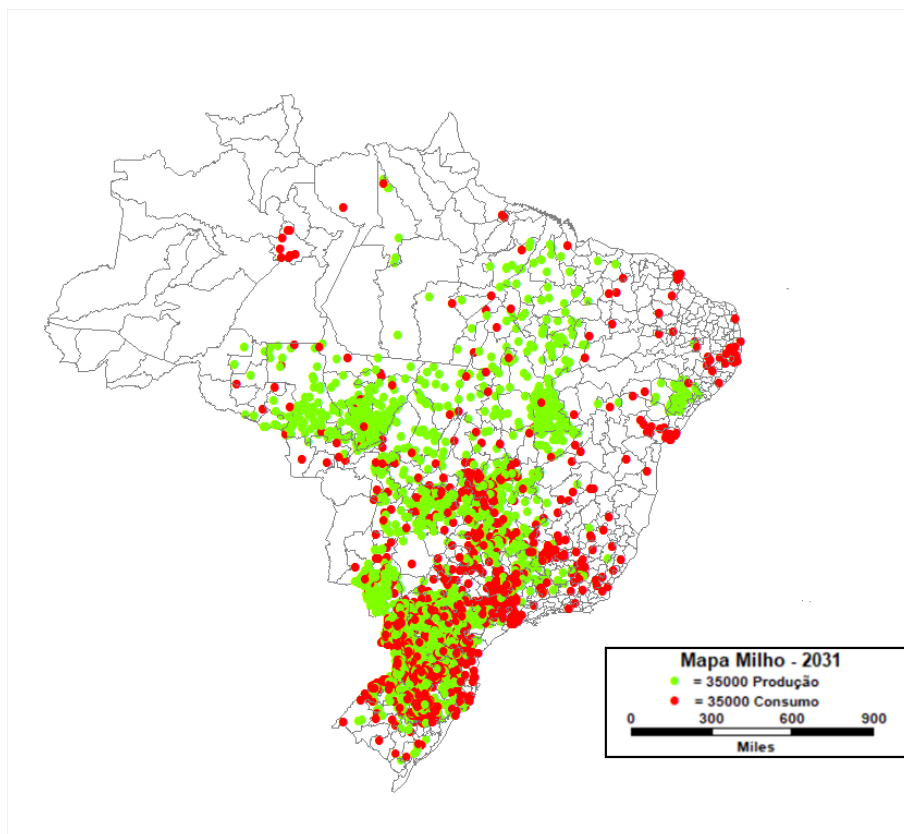 Mapa Milho - 2031
= 35000 Produção
= 35000 Consumo
0 300 600 900
Miles